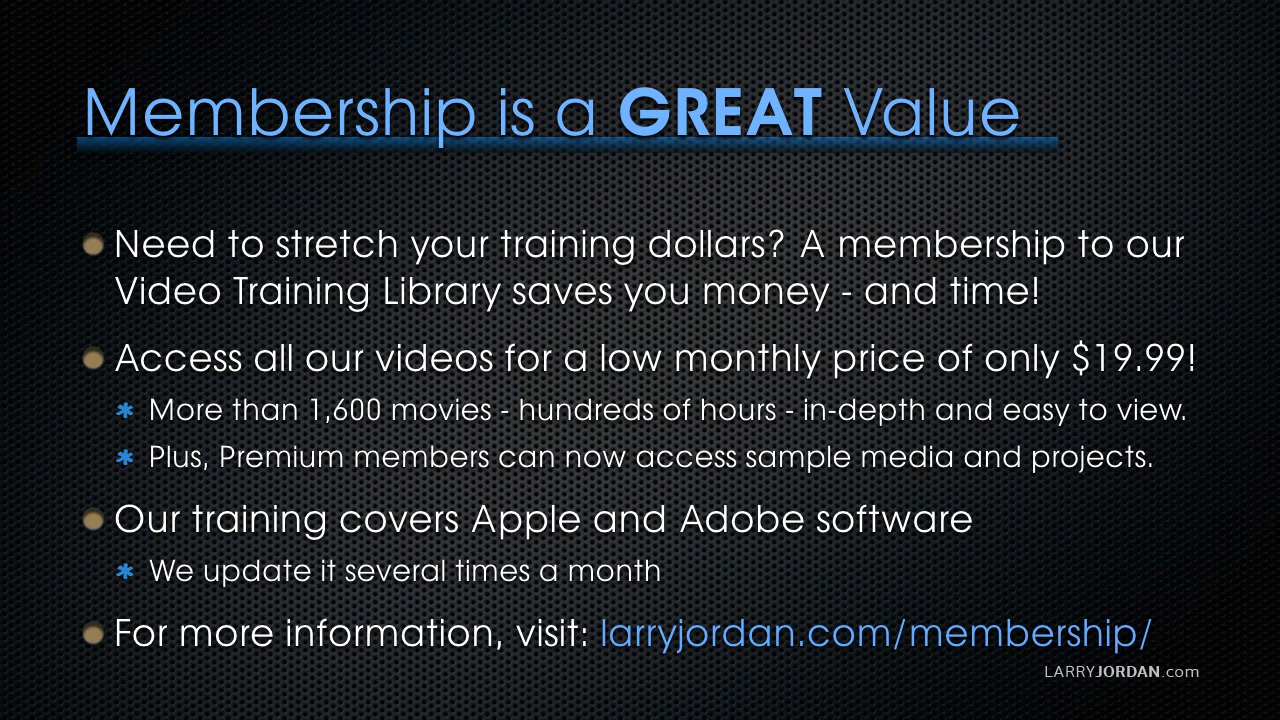 Membership is a GREAT Value
Need to stretch your training dollars? A membership to our
Video Training Library saves you money - and time!
Access all our videos for a low monthly price of only $19.99!
More than 1,600 movies - hundreds of hours - in-depth and easy to view.
Plus, Premium members can now access sample media and projects.
Our training covers Apple and Adobe software
We update it several times a month
For more information, visit: larryjordan.com/membership/
LARRYJORDAN.com